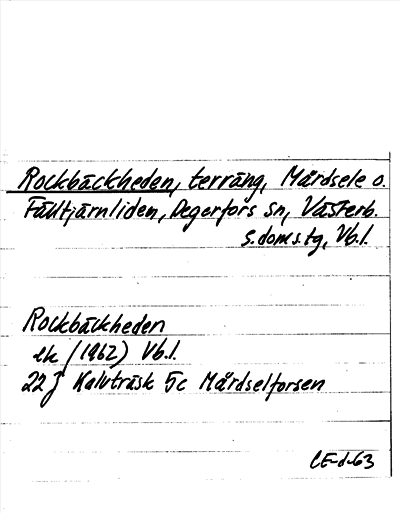 Rockbäckheden, terräng, Mårdsele o.
Fälltjärnliden, Degerfors sn, Västerb.
s. doms.tg, Vb.l.
Rockbäckheden
ek (1962) Vb.l.
22 J Kalvträsk 5c Mårdselforsen
CE-d-63